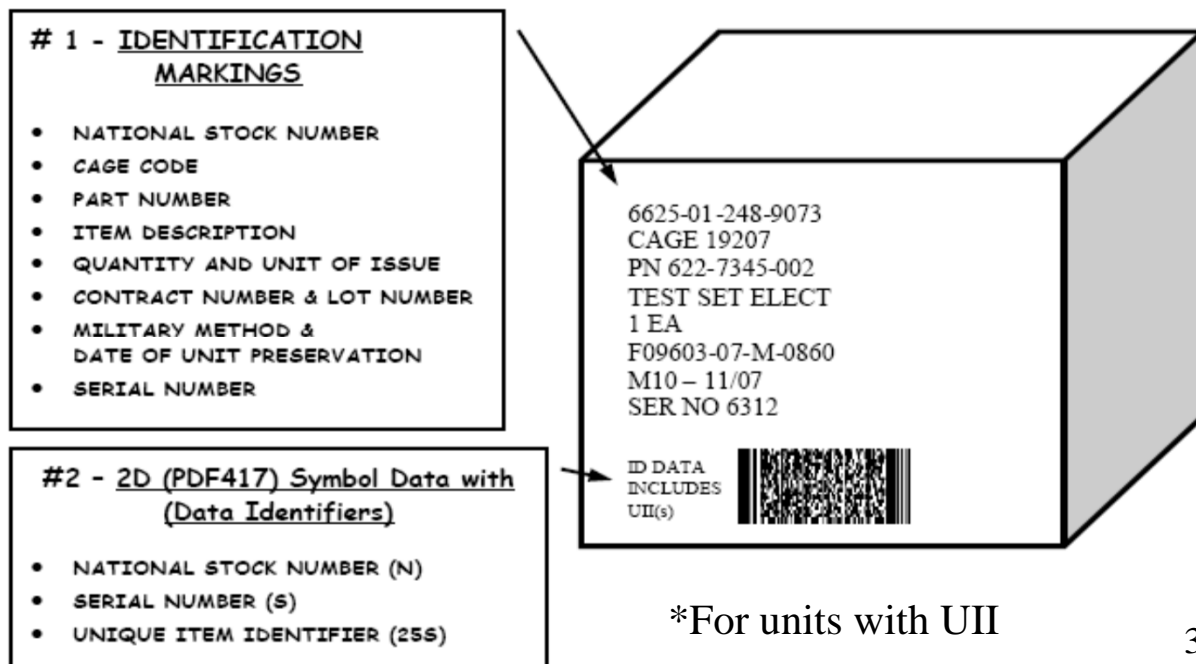 # 1 - IDENTIFICATION
MARKINGS
• NATIONAL STOCK NUMBER
• CAGE CODE
• PART NUMBER
• ITEM DESCRIPTION
• QUANTITY AND UNIT OF ISSUE
• CONTRACT NUMBER & LOT NUMBER
• MILITARY METHOD &
DATE OF UNIT PRESERVATION
• SERIAL NUMBER
#2 - 2D (PDF417) Symbol Data with
(Data Identifiers)
• NATIONAL STOCK NUMBER (N)
• SERIAL NUMBER (S)
• UNIQUE ITEM IDENTIFIER (25S)
6625-01-248-9073
CAGE 19207
PN 622-7345-002
TEST SET ELECT
1 EA
F09603-07-M-0860
M10 – 11/07
SER NO 6312
ID DATA
INCLUDES
UII(s)
*For units with UII
3